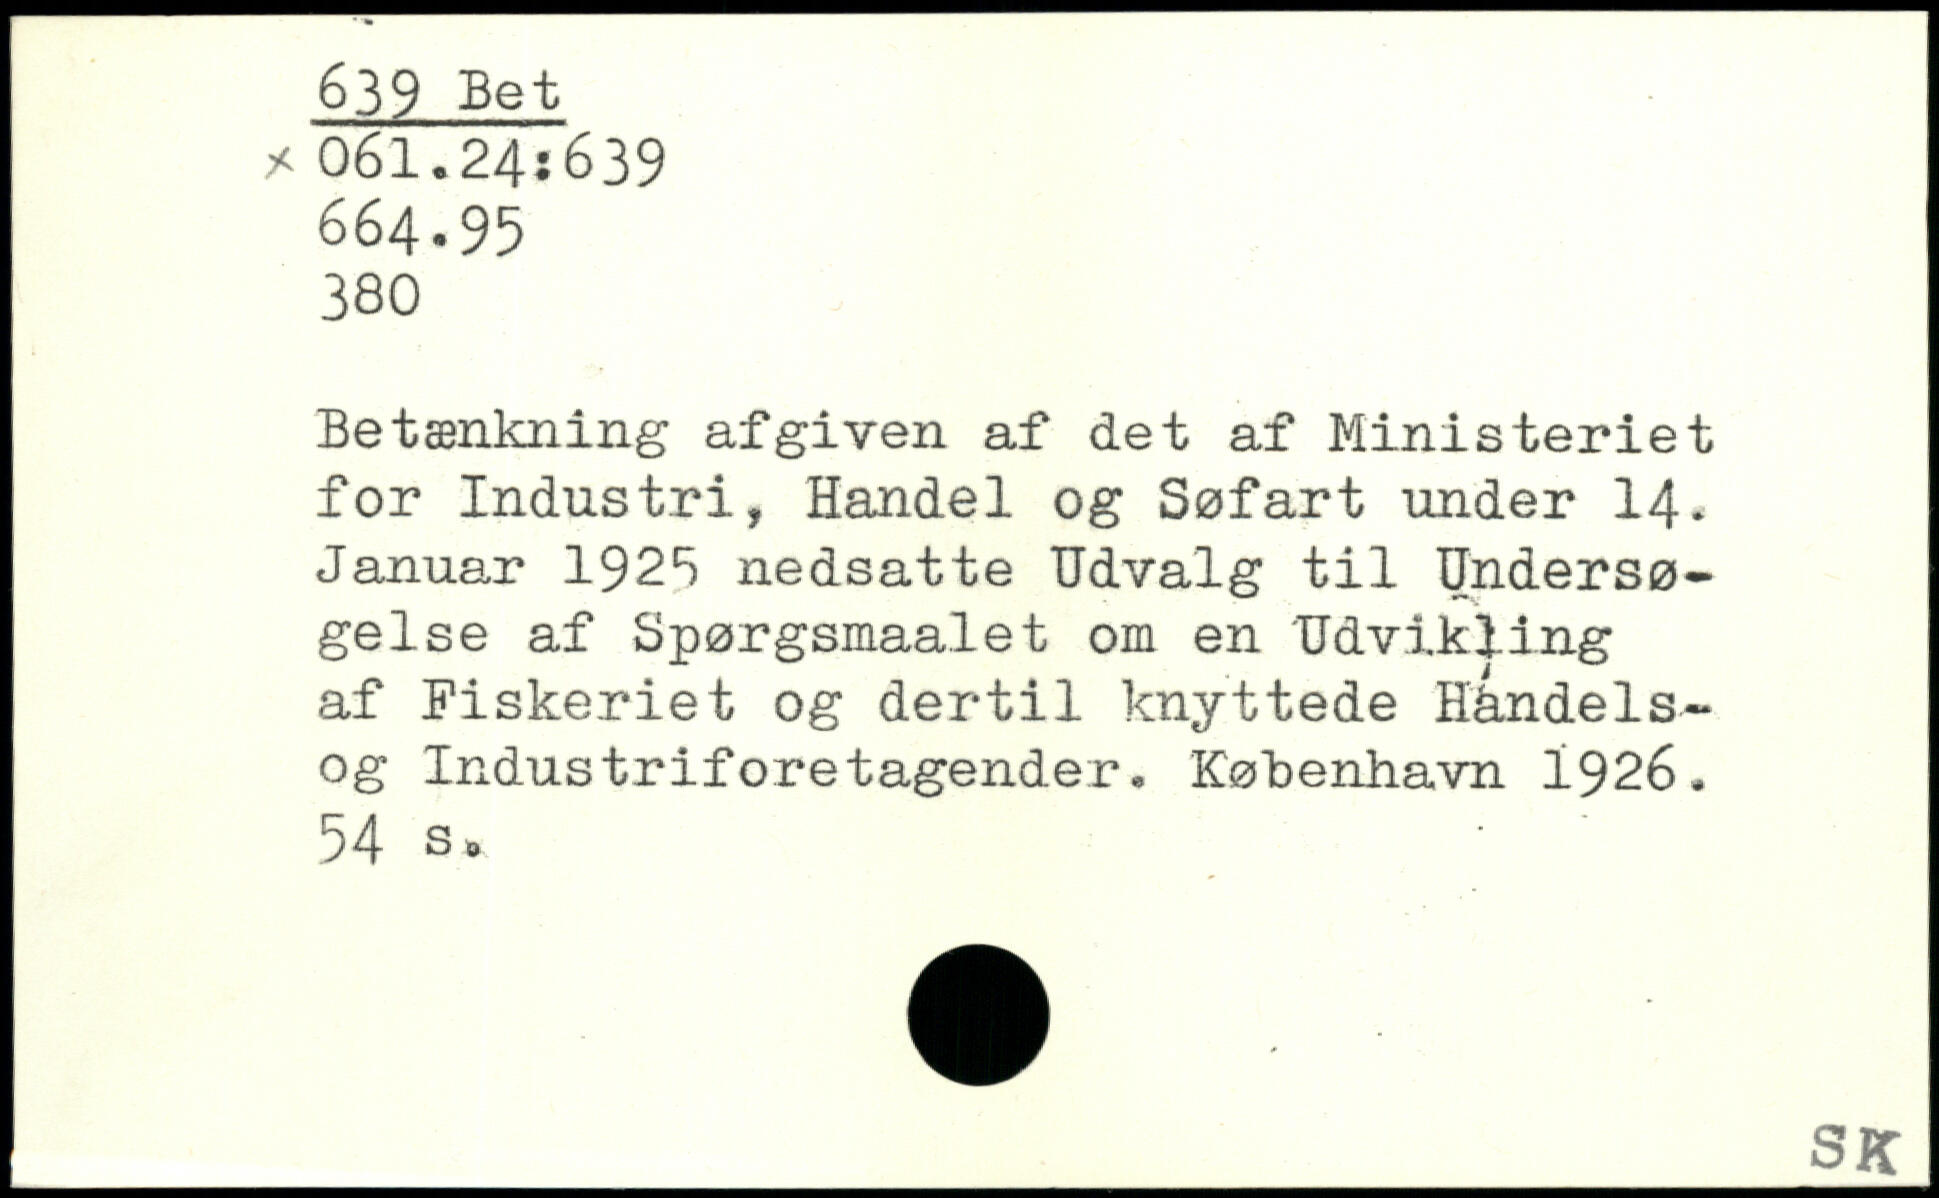 639 Bet
× 061.24:639
664.95
380
Betænkning afgiven af det af Ministeriet
for Industri, Handel og Søfart under 14.
Januar 1925 nedsatte Udvalg til Undersø-
gelse af Spørgsmaalet om en Udvikling
af Fiskeriet og dertil knyttede Handels-
og Industriforetagender. København 1926.
54 s.
SK